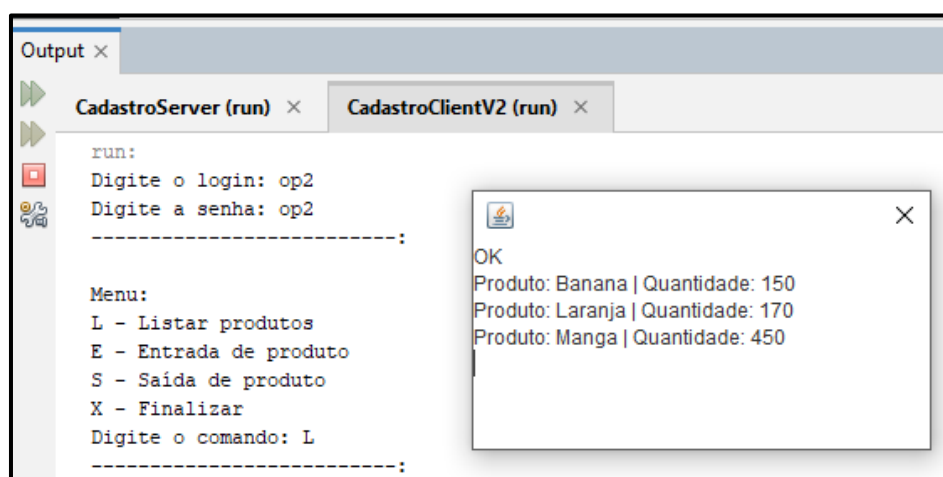 Output ×
CadastroServer (run) × CadastroClientV2 (run) ×
run:
Digite o login: op2
Digite a senha: op2
--------------------------:
Menu:
L - Listar produtos
E - Entrada de produto
S - Saída de produto
X - Finalizar
Digite o comando: L
--------------------------:
OK
Produto: Banana | Quantidade: 150
Produto: Laranja | Quantidade: 170
Produto: Manga | Quantidade: 450